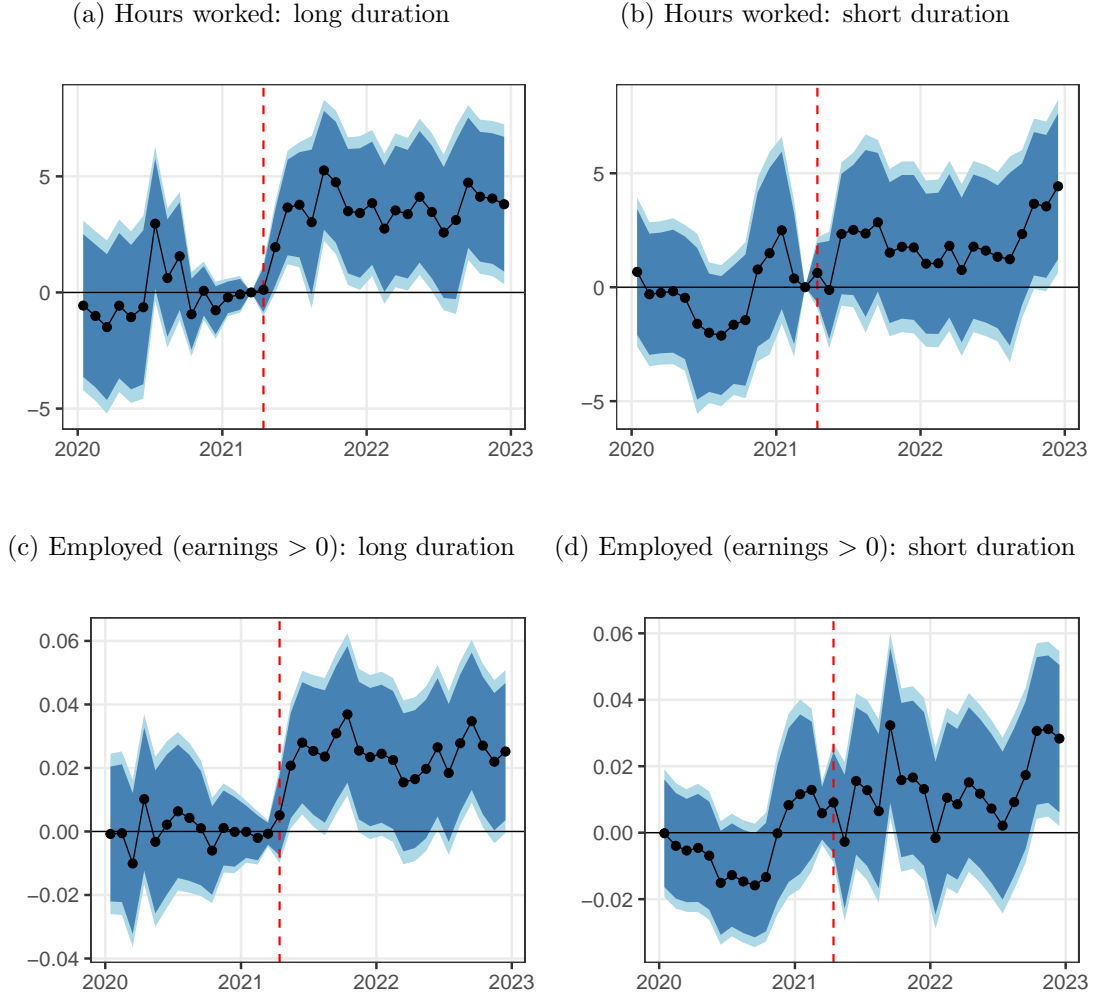 (a) Hours worked: long duration
(b) Hours worked: short duration
5
0
−5
2020 2021 2022 2023
5
0
−5
2020 2021 2022 2023
(c) Employed (earnings > 0): long duration
(d) Employed (earnings > 0): short duration
0.06
0.04
0.02
0.00
−0.02
−0.04
2020 2021 2022 2023
0.06
0.04
0.02
0.00
−0.02
2020 2021 2022 2023